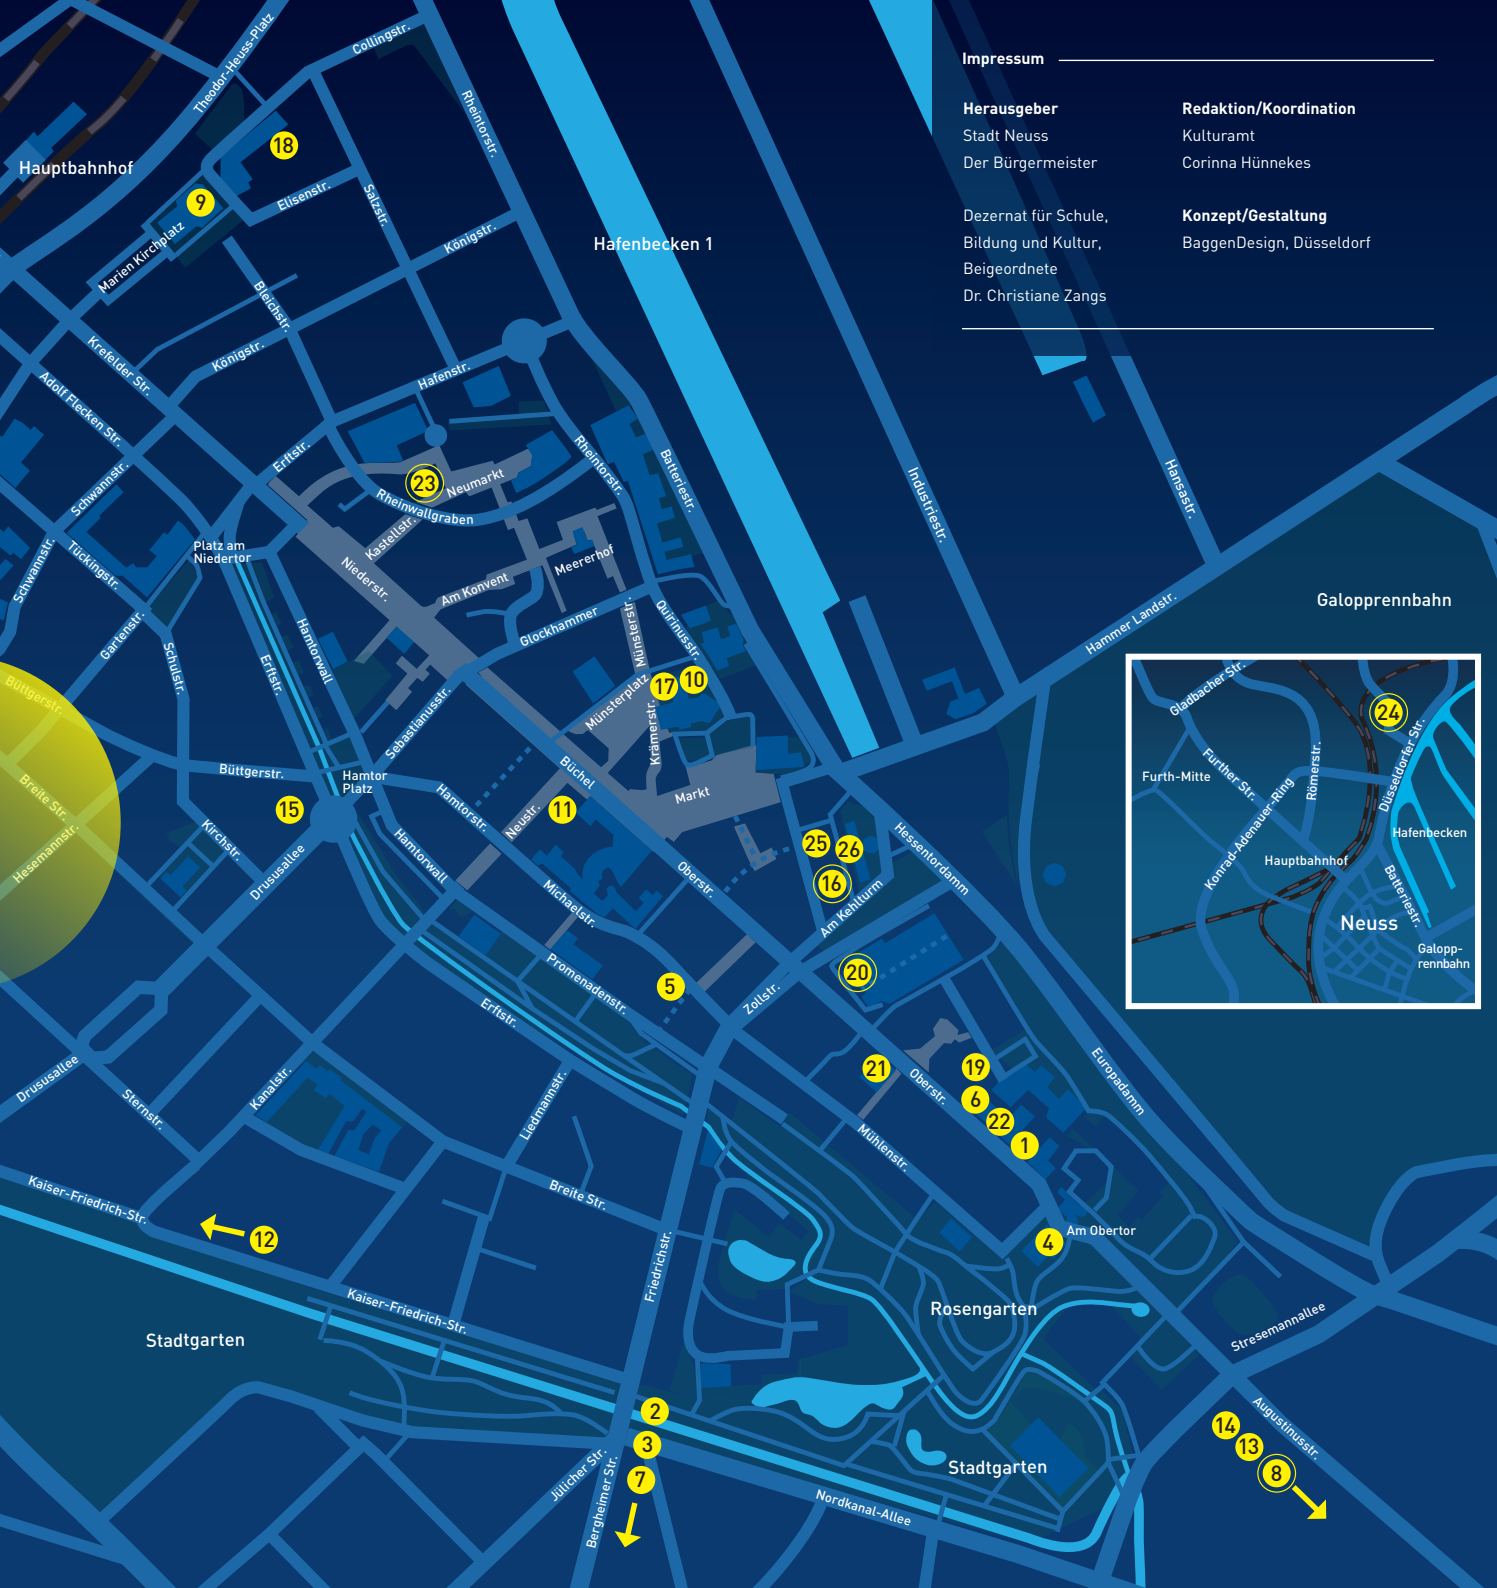 Impressum
Herausgeber
Stadt Neuss
Der Bürgermeister
Dezernat für Schule,
Bildung und Kultur,
Beigeordnete
Dr. Christiane Zangs
Redaktion/Koordination
Kulturamt
Corinna Hünnekes
Konzept/Gestaltung
BaggenDesign, Düsseldorf
Theodor-Heuss-Platz
Collingstr.
Rheintorstr.
Hauptbahnhof
18
9
Elisenstr.
Salzstr.
Marien Kirchplatz
Königstr.
Hafenbecken 1
Bleichstr.
Krefelder Str.
Königstr.
Adolf Flecken Str.
Hafenstr.
Erftstr.
Schwannstr.
23
Neumarkt
Rheintorstr.
Batteriestr.
Industriestr.
Hansastr.
Rheinwallgraben
Kastellstr.
Platz am
Niedertor
Tückingstr.
Schwannstr.
Niederstr.
Am Konvent
Meererhof
Hammer Landstr.
Galopprennbahn
Gartenstr.
Schulstr.
Erftstr.
Hamtorwall
Glockhammer
Münsterstr.
Quirinusstr.
Büttgerstr.
17
10
Sebastianusstr.
Münsterplatz
Krämerstr.
Büttgerstr.
Hamtor
Platz
Büchel
Markt
Breite Str.
Hesemannstr.
15
Kirchstr.
Hamtorstr.
Neustr.
11
Hamtorwall
Drususallee
25
26
16
Hessentordamm
Oberstr.
Michaelstr.
Am Kehlturm
Promenadenstr.
5
20
Zollstr.
Erftstr.
24
Gladbacher Str.
Furth-Mitte
Further Str.
Römerstr.
Düsseldorfer Str.
Konrad-Adenauer-Ring
Hafenbecken
Hauptbahnhof
Batteriestr.
Neuss
Galopp-
rennbahn
Drususallee
Sternstr.
Kanalstr.
Liedmannstr.
21
Oberstr.
19
6
22
1
Europadamm
Mühlenstr.
Kaiser-Friedrich-Str.
Breite Str.
12
Friedrichstr.
4
Am Obertor
Kaiser-Friedrich-Str.
Rosengarten
Stresemannallee
Stadtgarten
2
3
7
Jülicher Str.
Bergheimer Str.
Nordkanal-Allee
Stadtgarten
14
13
8
Augustinusstr.